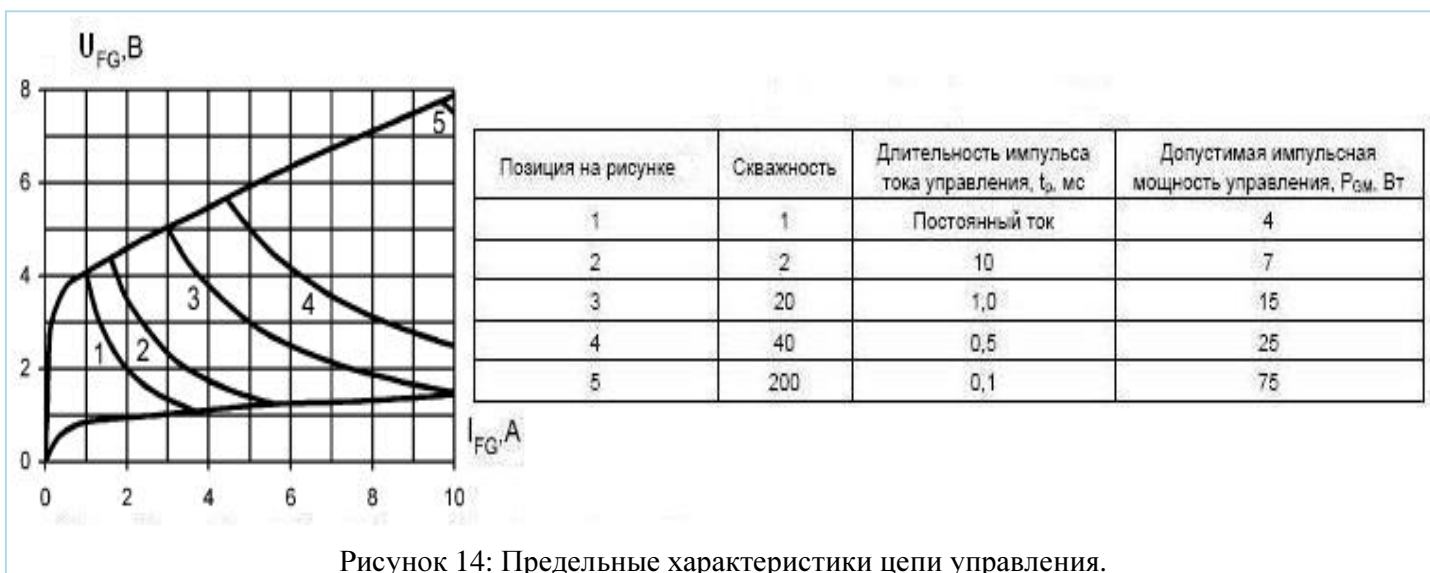 U_FG,В
8
6
4
2
0
0 2 4 6 8 10
I_FG,А
1
2
3
4
5
Позиция на рисунке Скважность Длительность импульса тока управления, t_p, мс Допустимая импульсная мощность управления, P_GM, Вт
1 1 Постоянный ток 4
2 2 10 7
3 20 1,0 15
4 40 0,5 25
5 200 0,1 75
Рисунок 14: Предельные характеристики цепи управления.